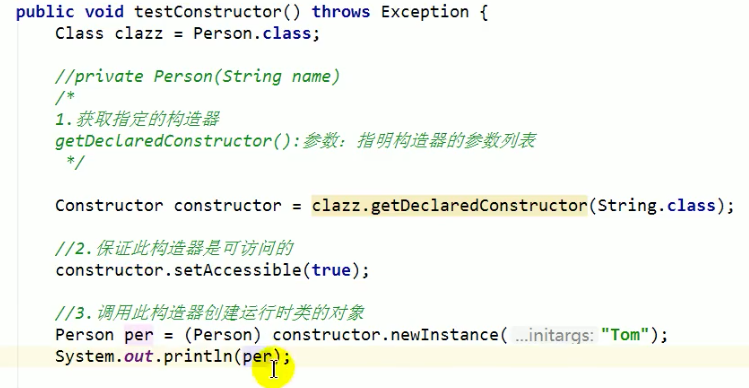 public void testConstructor() throws Exception {
Class clazz = Person.class;
//private Person(String name)
/*
1.获取指定的构造器
getDeclaredConstructor():参数：指明构造器的参数列表
*/
Constructor constructor = clazz.getDeclaredConstructor(String.class);
//2.保证此构造器是可访问的
constructor.setAccessible(true);
//3.调用此构造器创建运行时类的对象
Person per = (Person) constructor.newInstance( ...initargs: "Tom");
System.out.println(per);